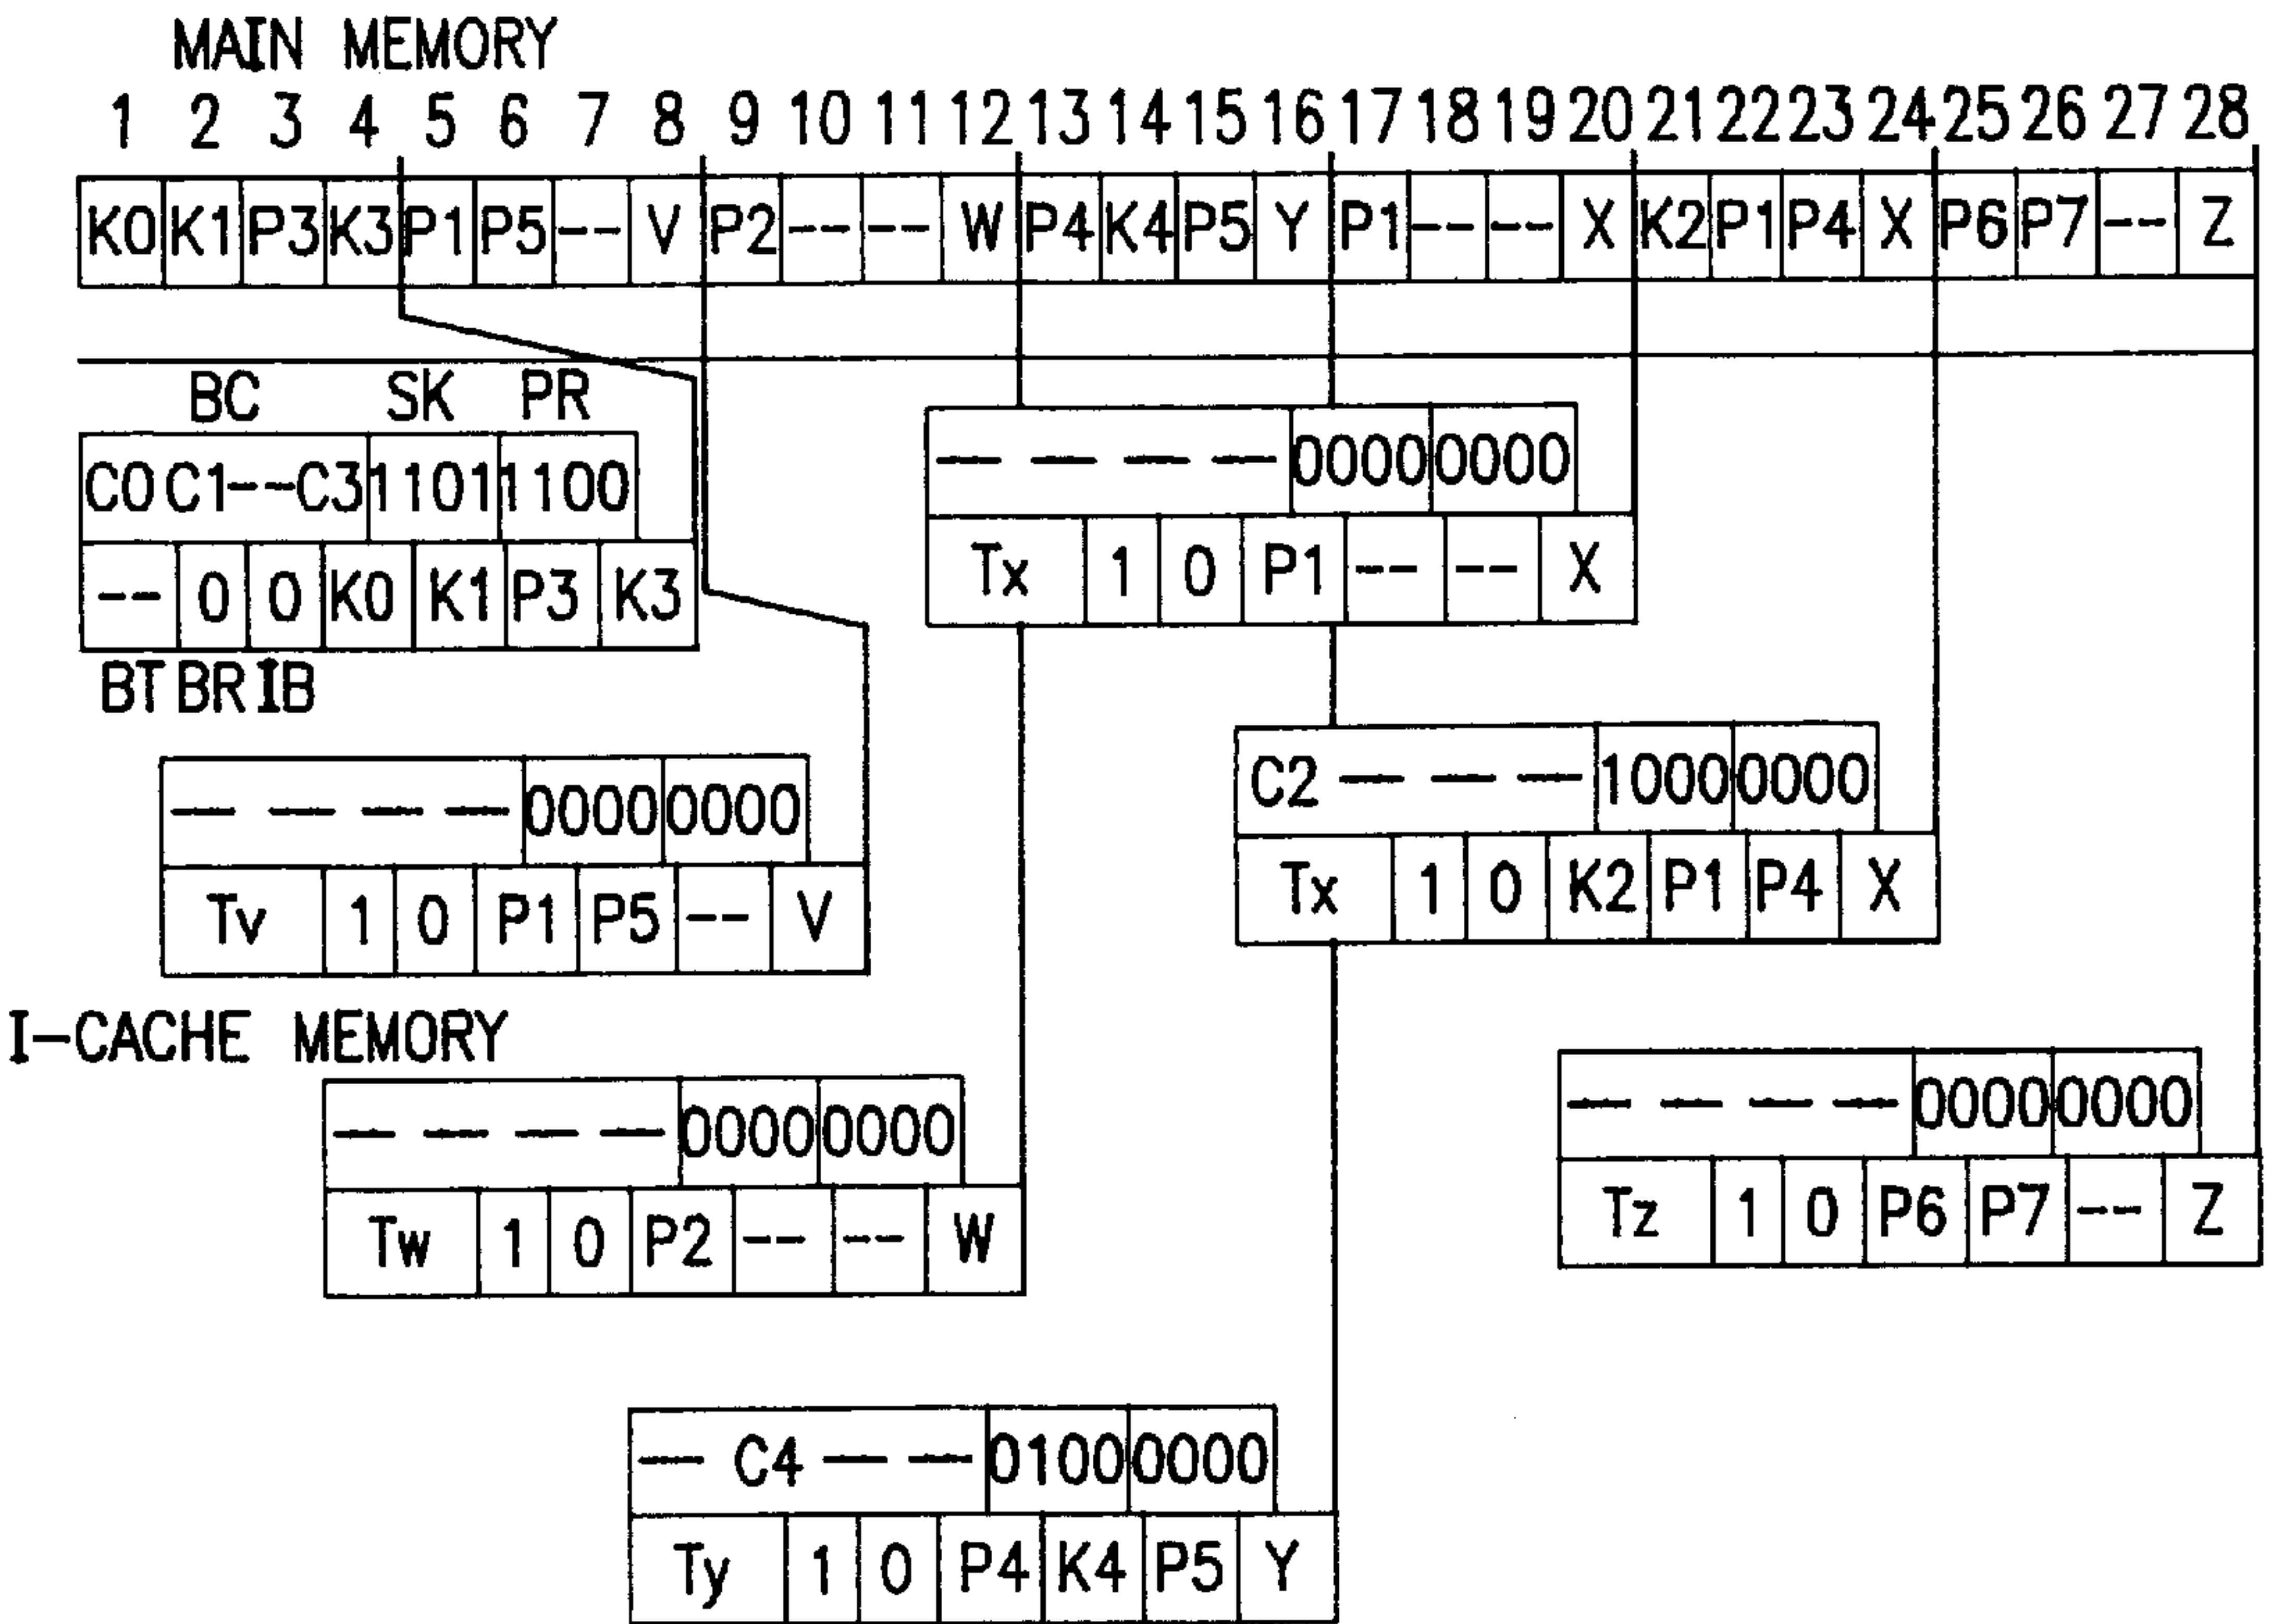 MAIN MEMORY
1 2 3 4 5 6 7 8 9 10 11 12 13 14 15 16 17 18 19 20 21 22 23 24 25 26 27 28
K0 K1 P3 K3 P1 P5 -- V P2 -- -- W P4 K4 P5 Y P1 -- -- X K2 P1 P4 X P6 P7 -- Z
BC SK PR
C0 C1 -- C3 1101 1100
-- 0 0 K0 K1 P3 K3
BT BR IB
— — — — 0000 0000
Tx 1 0 P1 -- -- X
— — — — 0000 0000
Tv 1 0 P1 P5 -- V
C2 — — — 1000 0000
Tx 1 0 K2 P1 P4 X
I-CACHE MEMORY
— — — — 0000 0000
Tw 1 0 P2 -- -- W
— — — — 0000 0000
Tz 1 0 P6 P7 -- Z
— C4 — — 0100 0000
Ty 1 0 P4 K4 P5 Y